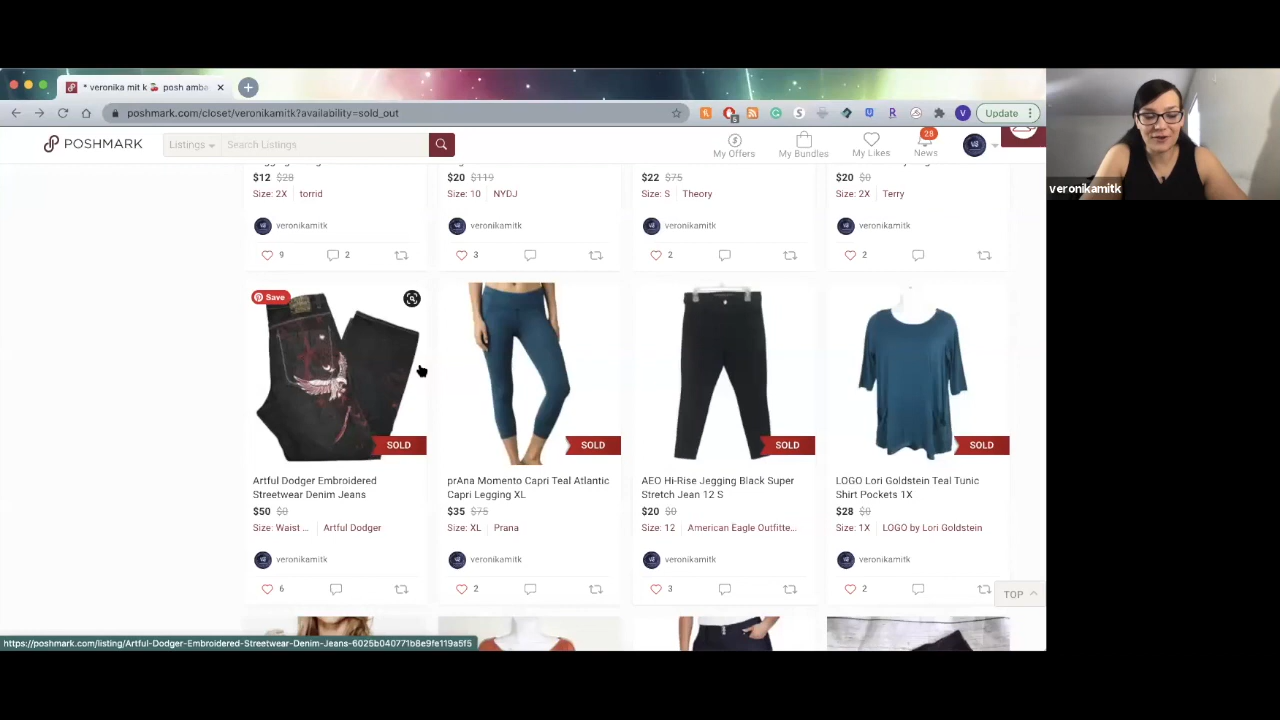 * veronika mit k 🍒 posh amba
poshmark.com/closet/veronikamitk?availability=sold_out
Update
POSHMARK
Listings
Search Listings
My Offers
My Bundles
My Likes
28
News
$12 $28
Size: 2X torrid
veronikamitk
9
2
$20 $119
Size: 10 NYDJ
veronikamitk
3
$22 $75
Size: S Theory
veronikamitk
2
$20 $0
Size: 2X Terry
veronikamitk
2
Save
SOLD
Artful Dodger Embroidered
Streetwear Denim Jeans
$50 $0
Size: Waist ... Artful Dodger
veronikamitk
6
SOLD
prAna Momento Capri Teal Atlantic
Capri Legging XL
$35 $75
Size: XL Prana
veronikamitk
2
SOLD
AEO Hi-Rise Jegging Black Super
Stretch Jean 12 S
$20 $0
Size: 12 American Eagle Outfitte...
veronikamitk
3
SOLD
LOGO Lori Goldstein Teal Tunic
Shirt Pockets 1X
$28 $0
Size: 1X LOGO by Lori Goldstein
veronikamitk
2
TOP
https://poshmark.com/listing/Artful-Dodger-Embroidered-Streetwear-Denim-Jeans-6025b040771b8e9fe119a5f5
veronikamitk